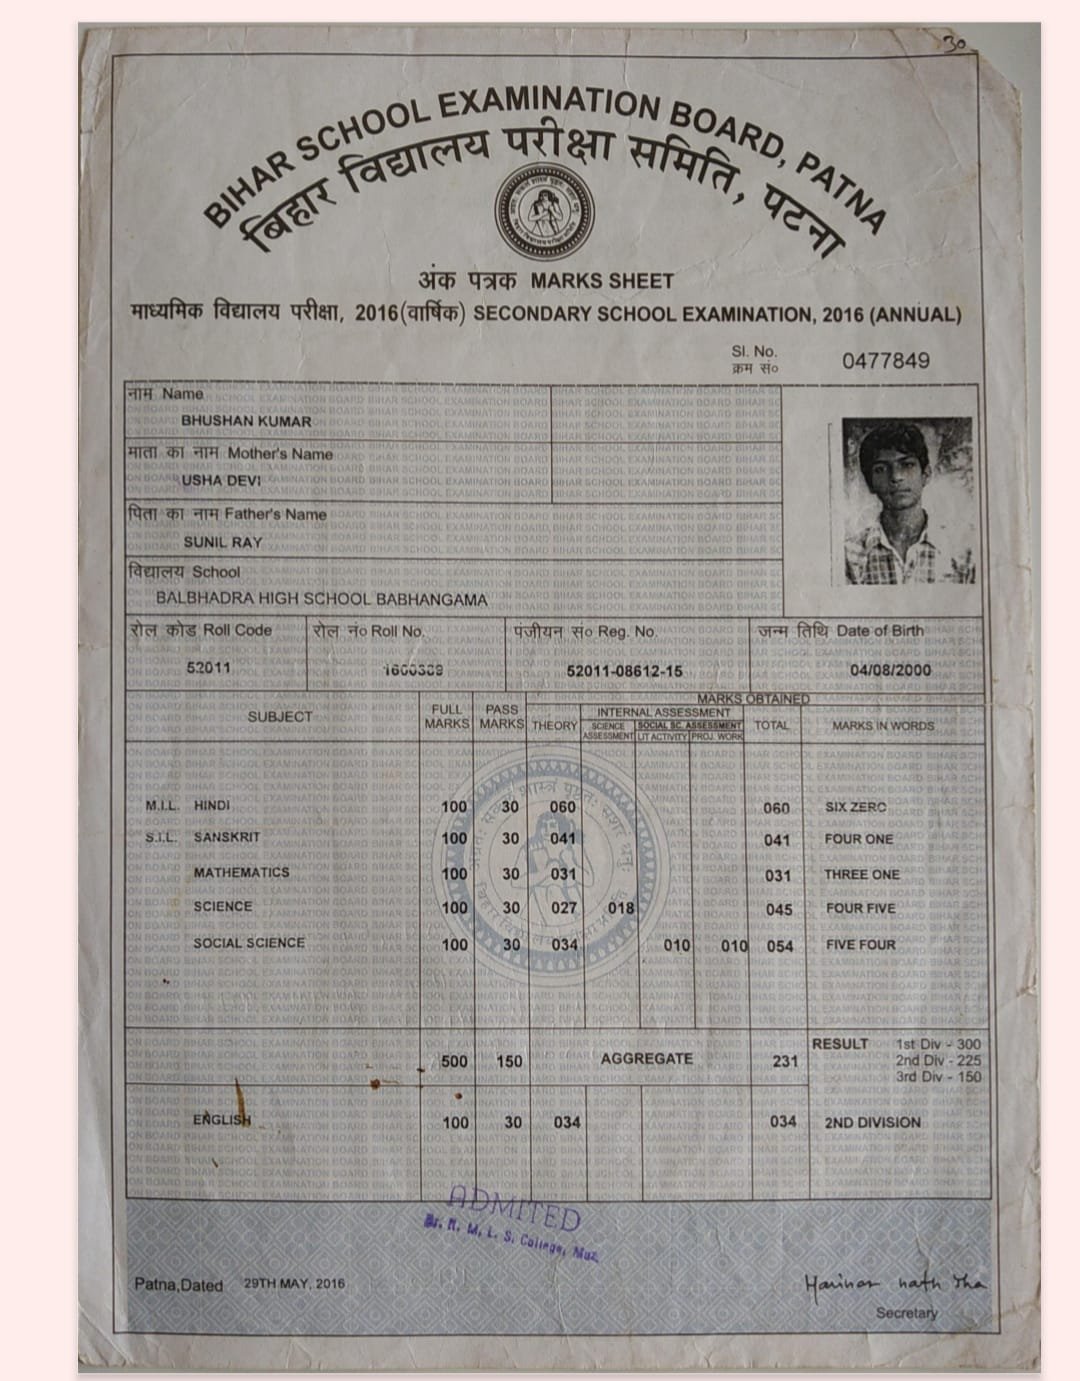 30
BIHAR SCHOOL EXAMINATION BOARD, PATNA
बिहार विद्यालय परीक्षा समिति, पटना
अंक पत्रक MARKS SHEET
माध्यमिक विद्यालय परीक्षा, 2016(वार्षिक) SECONDARY SCHOOL EXAMINATION, 2016 (ANNUAL)
Sl. No.
क्रम सं० 0477849
नाम Name
BHUSHAN KUMAR
माता का नाम Mother's Name
USHA DEVI
पिता का नाम Father's Name
SUNIL RAY
विद्यालय School
BALBHADRA HIGH SCHOOL BABHANGAMA
रोल कोड Roll Code रोल नं० Roll No. पंजीयन सं० Reg. No. जन्म तिथि Date of Birth
52011 52011-08612-15 04/08/2000
SUBJECT FULL MARKS PASS MARKS MARKS OBTAINED
THEORY INTERNAL ASSESSMENT TOTAL MARKS IN WORDS
SCIENCE ASSESSMENT SOCIAL SC. ASSESSMENT
LIT ACTIVITY PROJ. WORK
M.I.L. HINDI 100 30 060 060 SIX ZERO
S.I.L. SANSKRIT 100 30 041 041 FOUR ONE
MATHEMATICS 100 30 031 031 THREE ONE
SCIENCE 100 30 027 018 045 FOUR FIVE
SOCIAL SCIENCE 100 30 034 010 010 054 FIVE FOUR
500 150 AGGREGATE 231 RESULT 1st Div - 300
2nd Div - 225
3rd Div - 150
ENGLISH 100 30 034 034 2ND DIVISION
ADMITED
R. M. L. S. College, Muz
Patna,Dated 29TH MAY, 2016
Harihar nath Jha
Secretary